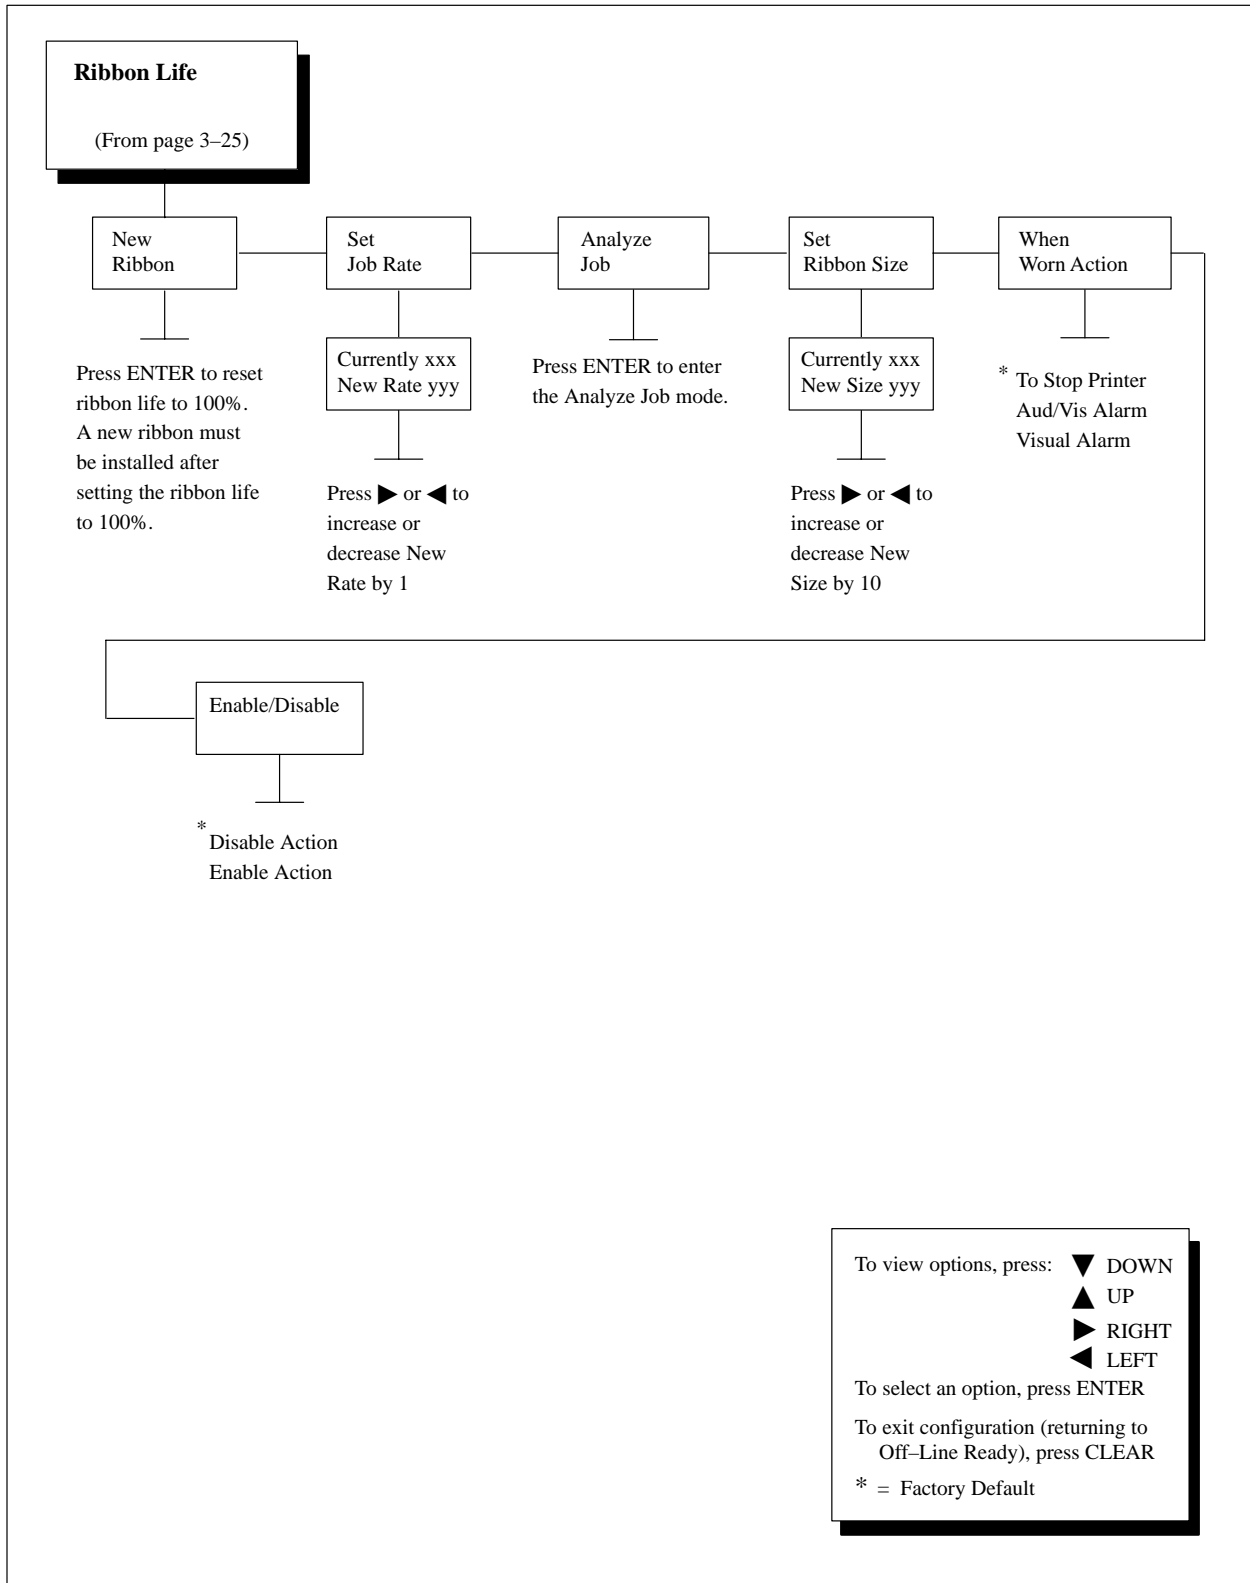 Ribbon Life
(From page 3–25)
New
Ribbon
Set
Job Rate
Analyze
Job
Set
Ribbon Size
When
Worn Action
Press ENTER to reset
ribbon life to 100%.
A new ribbon must
be installed after
setting the ribbon life
to 100%.
Currently xxx
New Rate yyy
Press ▶ or ◀ to
increase or
decrease New
Rate by 1
Press ENTER to enter
the Analyze Job mode.
Currently xxx
New Size yyy
Press ▶ or ◀ to
increase or
decrease New
Size by 10
* To Stop Printer
Aud/Vis Alarm
Visual Alarm
Enable/Disable
* Disable Action
Enable Action
To view options, press: ▼ DOWN
▲ UP
▶ RIGHT
◀ LEFT
To select an option, press ENTER
To exit configuration (returning to
Off–Line Ready), press CLEAR
* = Factory Default